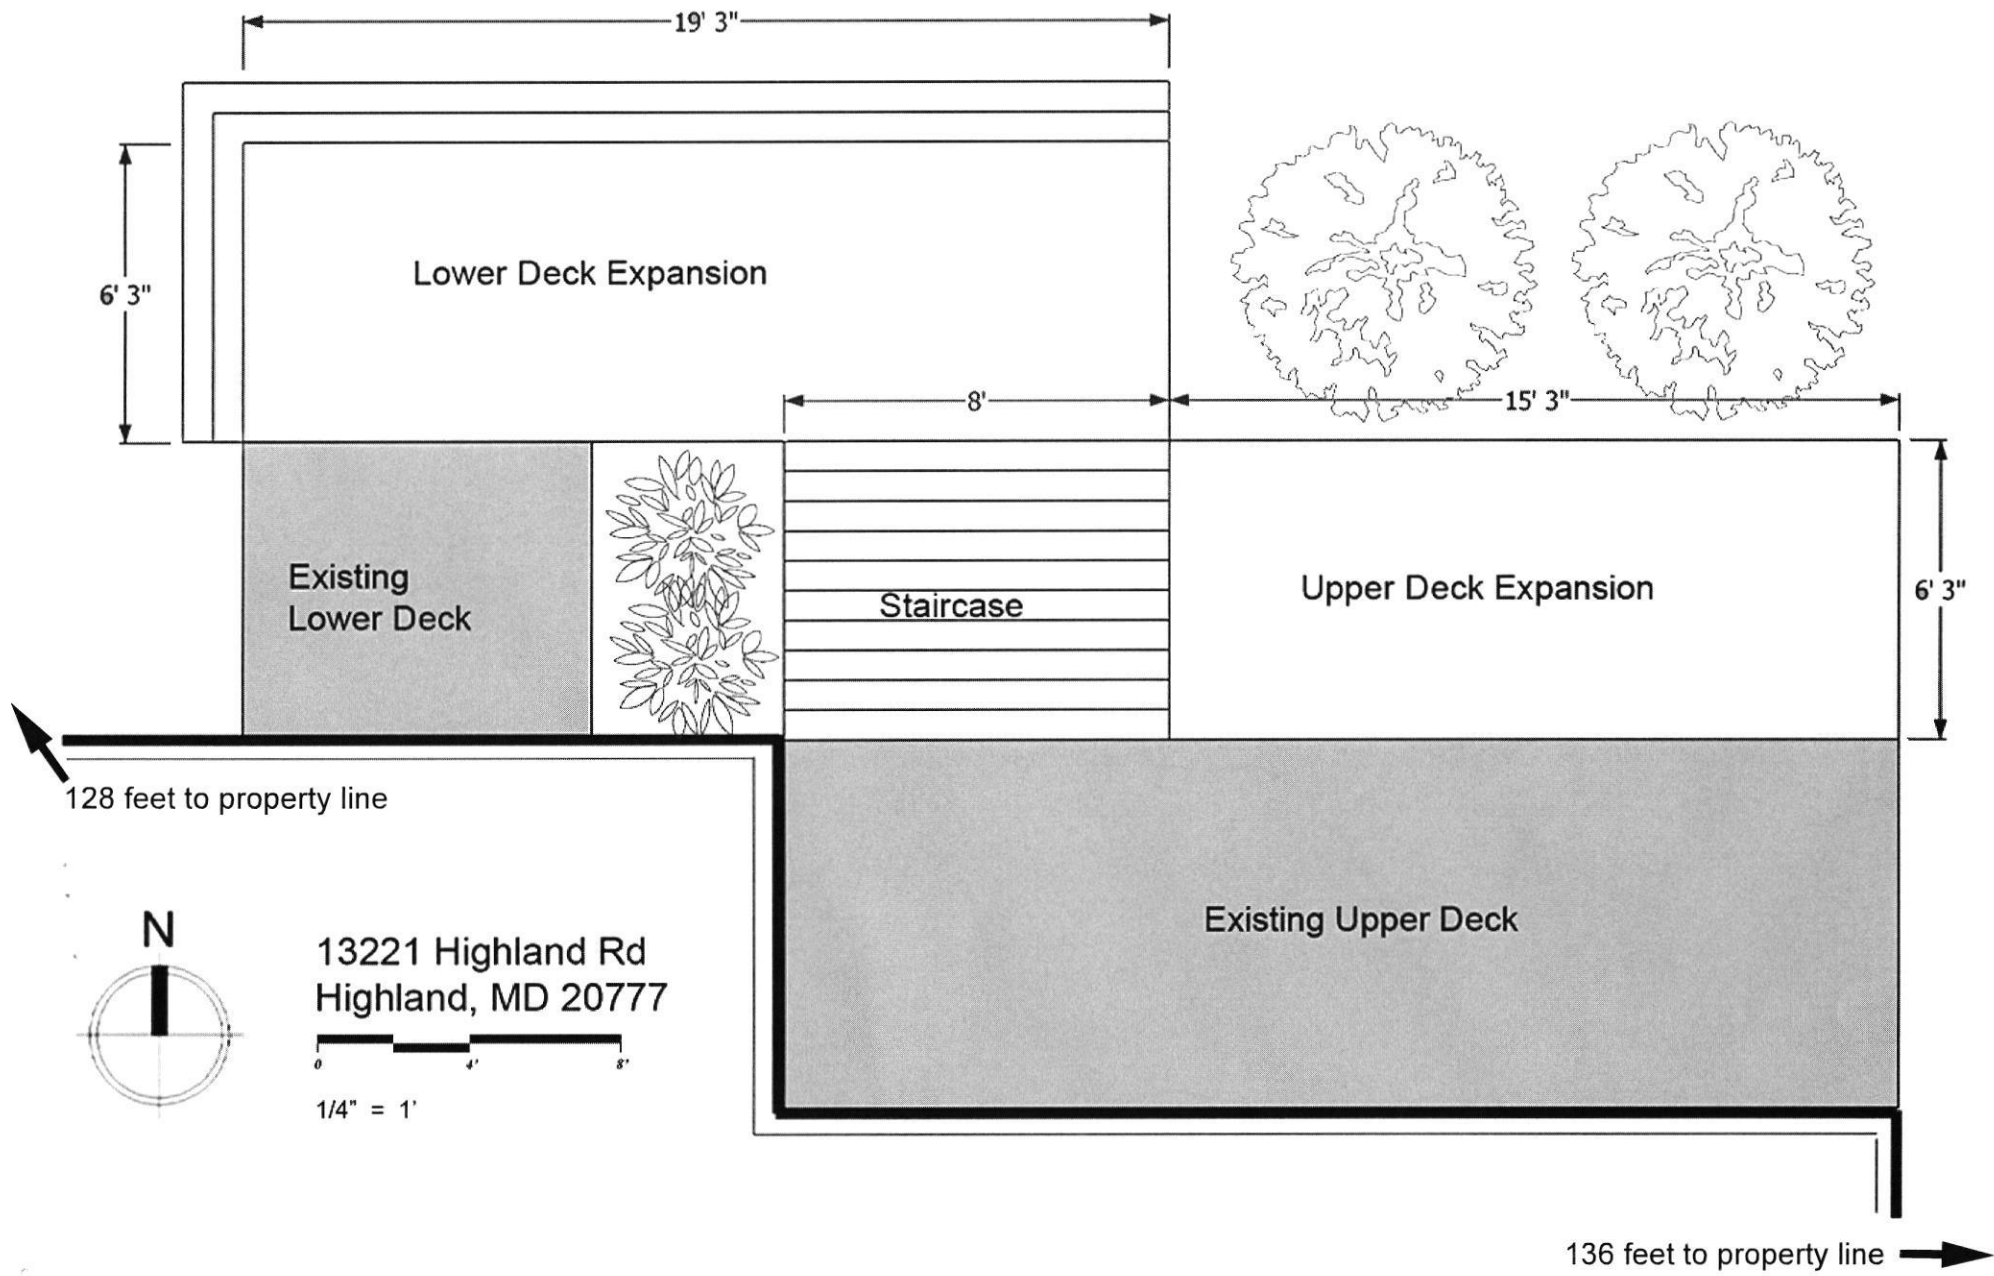 19' 3"
6' 3"
Lower Deck Expansion
8'
15' 3"
Existing
Lower Deck
Staircase
Upper Deck Expansion
6' 3"
128 feet to property line
Existing Upper Deck
N
13221 Highland Rd
Highland, MD 20777
0 4' 8'
1/4" = 1'
136 feet to property line